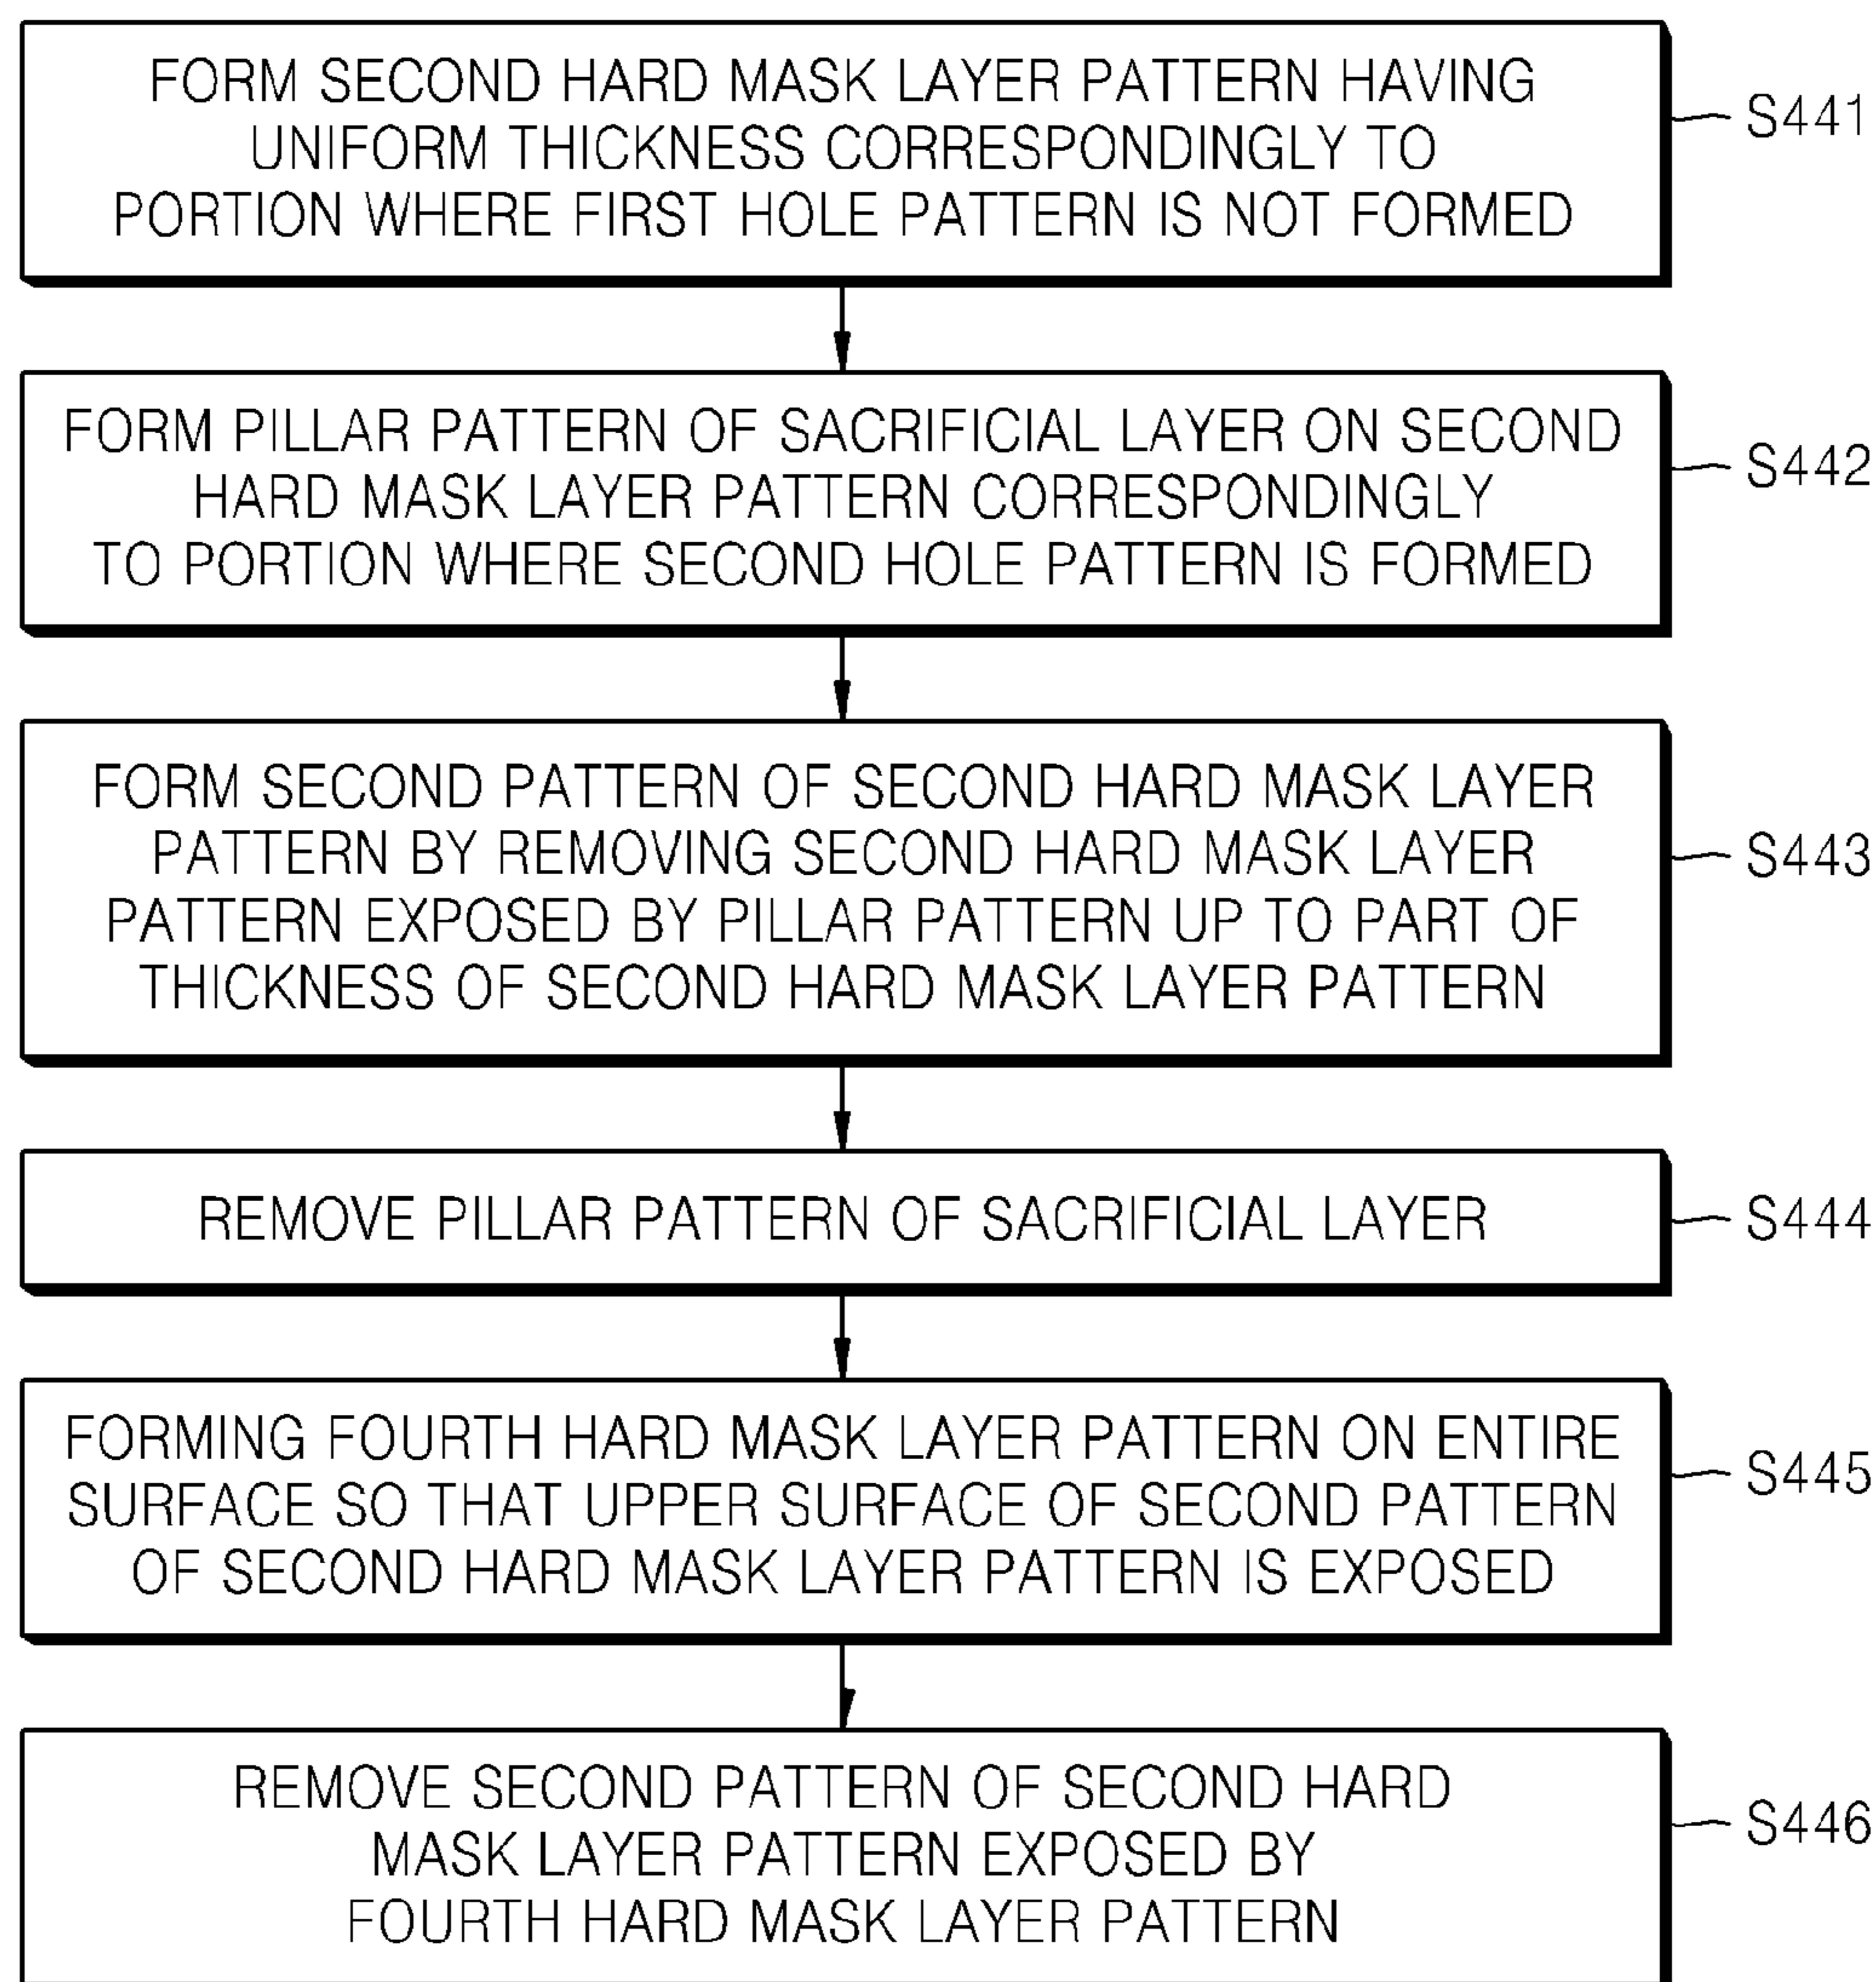 FORM SECOND HARD MASK LAYER PATTERN HAVING
UNIFORM THICKNESS CORRESPONDINGLY TO
PORTION WHERE FIRST HOLE PATTERN IS NOT FORMED
S441
FORM PILLAR PATTERN OF SACRIFICIAL LAYER ON SECOND
HARD MASK LAYER PATTERN CORRESPONDINGLY
TO PORTION WHERE SECOND HOLE PATTERN IS FORMED
S442
FORM SECOND PATTERN OF SECOND HARD MASK LAYER
PATTERN BY REMOVING SECOND HARD MASK LAYER
PATTERN EXPOSED BY PILLAR PATTERN UP TO PART OF
THICKNESS OF SECOND HARD MASK LAYER PATTERN
S443
REMOVE PILLAR PATTERN OF SACRIFICIAL LAYER
S444
FORMING FOURTH HARD MASK LAYER PATTERN ON ENTIRE
SURFACE SO THAT UPPER SURFACE OF SECOND PATTERN
OF SECOND HARD MASK LAYER PATTERN IS EXPOSED
S445
REMOVE SECOND PATTERN OF SECOND HARD
MASK LAYER PATTERN EXPOSED BY
FOURTH HARD MASK LAYER PATTERN
S446